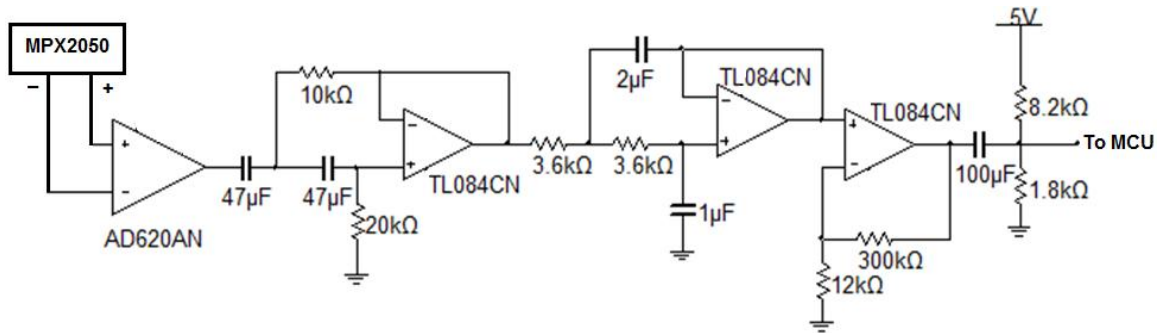 MPX2050
−
+
+
-
AD620AN
47µF
10kΩ
47µF
20kΩ
-
+
TL084CN
3.6kΩ
3.6kΩ
2µF
1µF
-
+
TL084CN
+
-
TL084CN
300kΩ
12kΩ
100µF
5V
8.2kΩ
1.8kΩ
To MCU